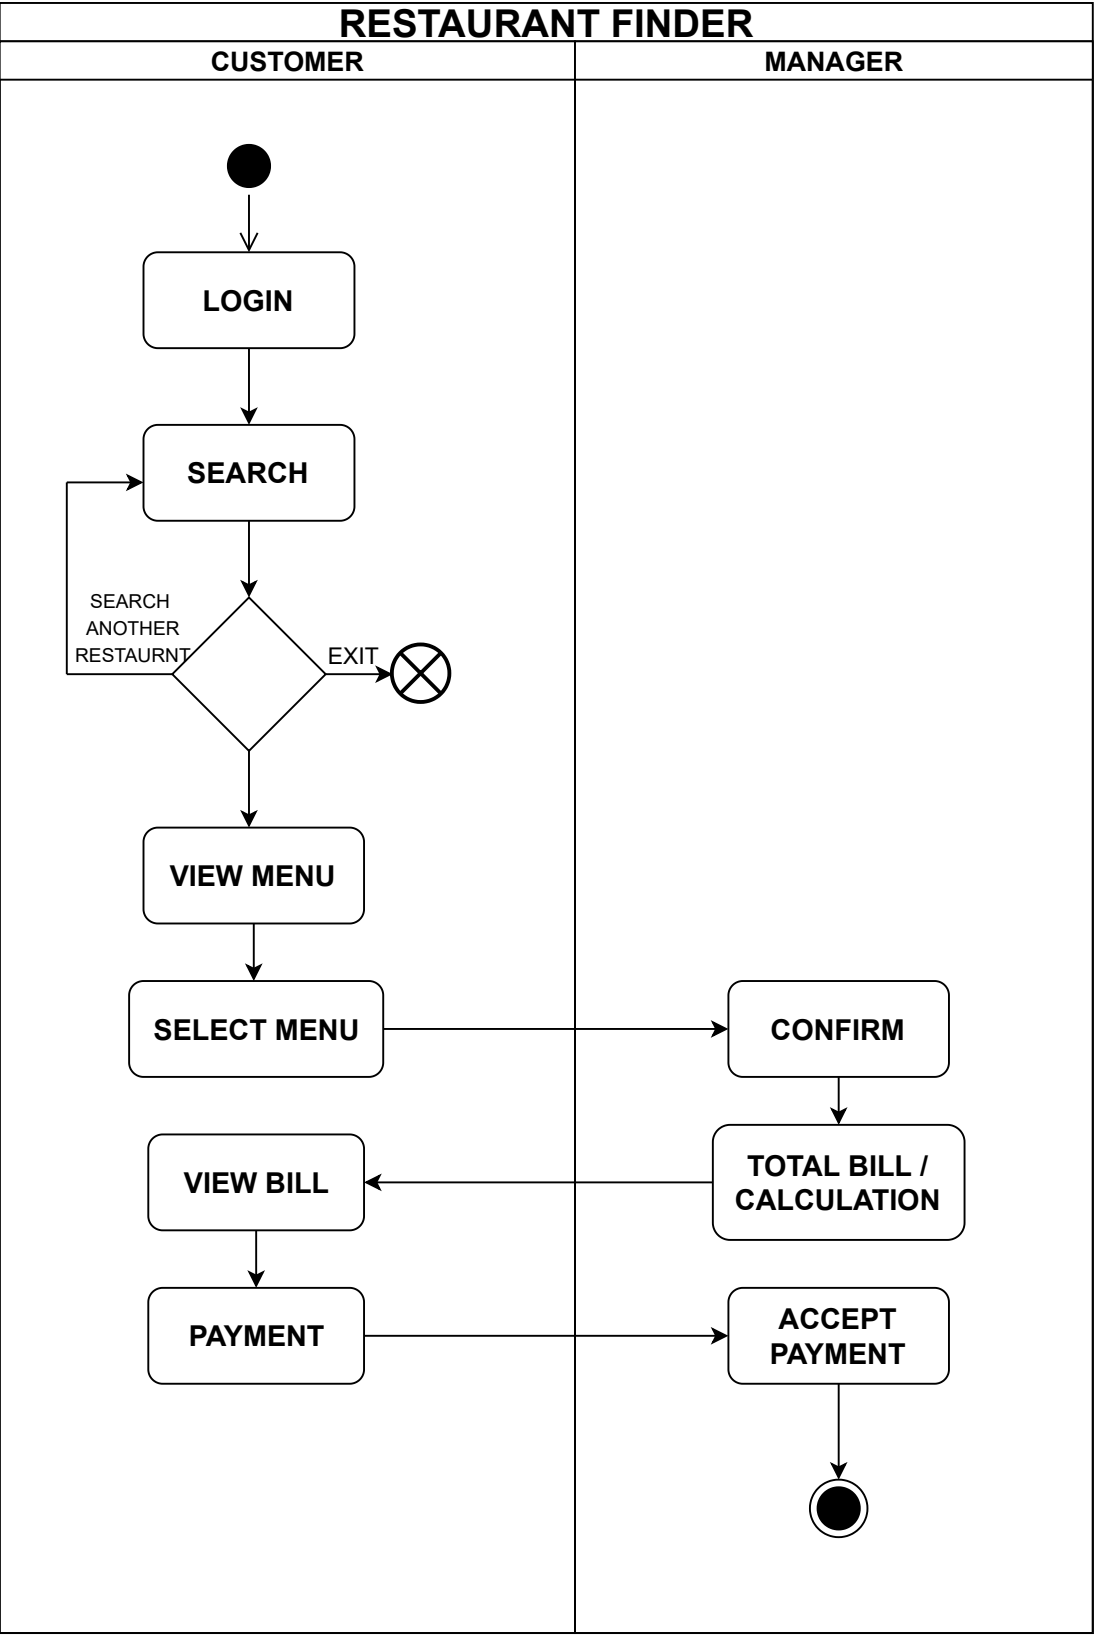 RESTAURANT FINDER
CUSTOMER
MANAGER
LOGIN
SEARCH
SEARCH
ANOTHER
RESTAURNT
EXIT
VIEW MENU
SELECT MENU
CONFIRM
VIEW BILL
TOTAL BILL /
CALCULATION
PAYMENT
ACCEPT
PAYMENT